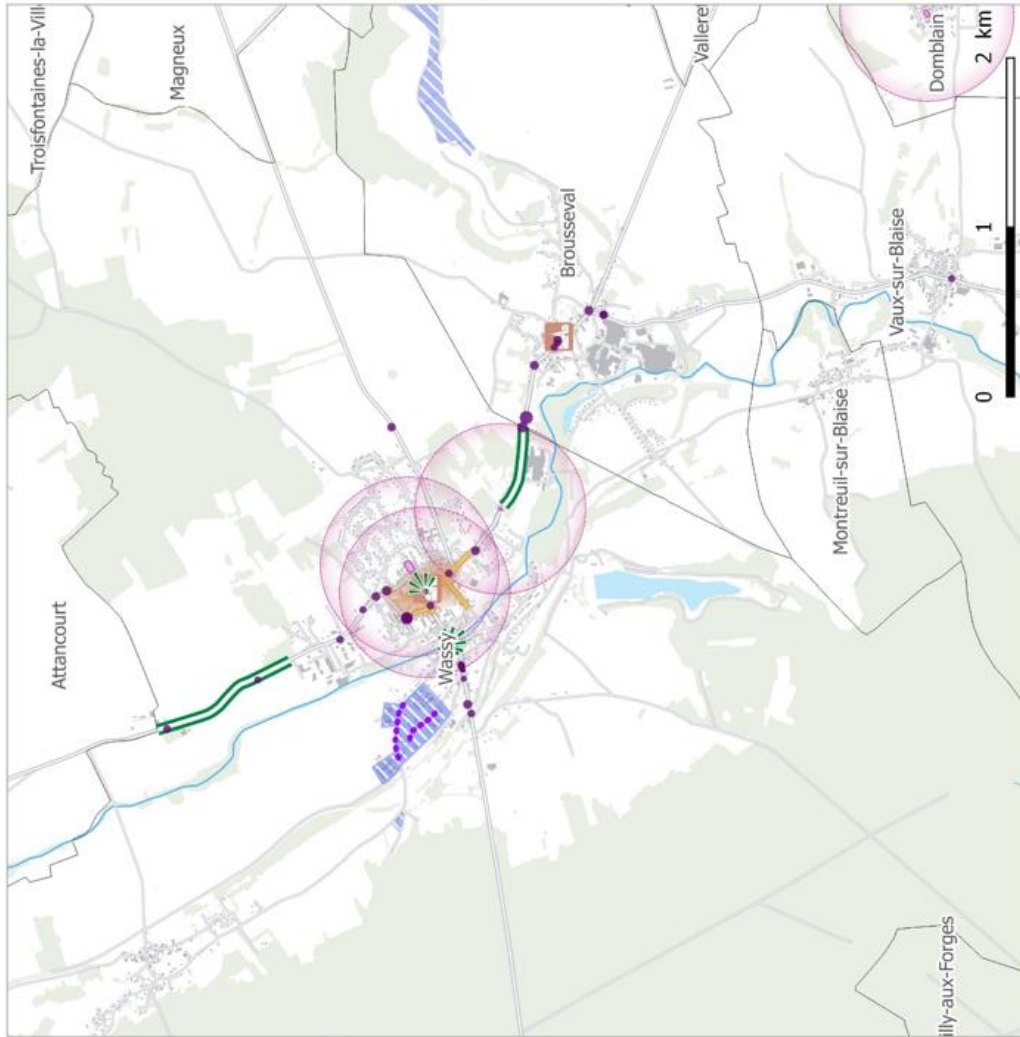 Troisfontaines-la-Vill
Attancourt
Magneux
Wassy
Brousseval
Vallere
Montreuil-sur-Blaise
Vaux-sur-Blaise
illy-aux-Forges
Domblain
0 1 2 km